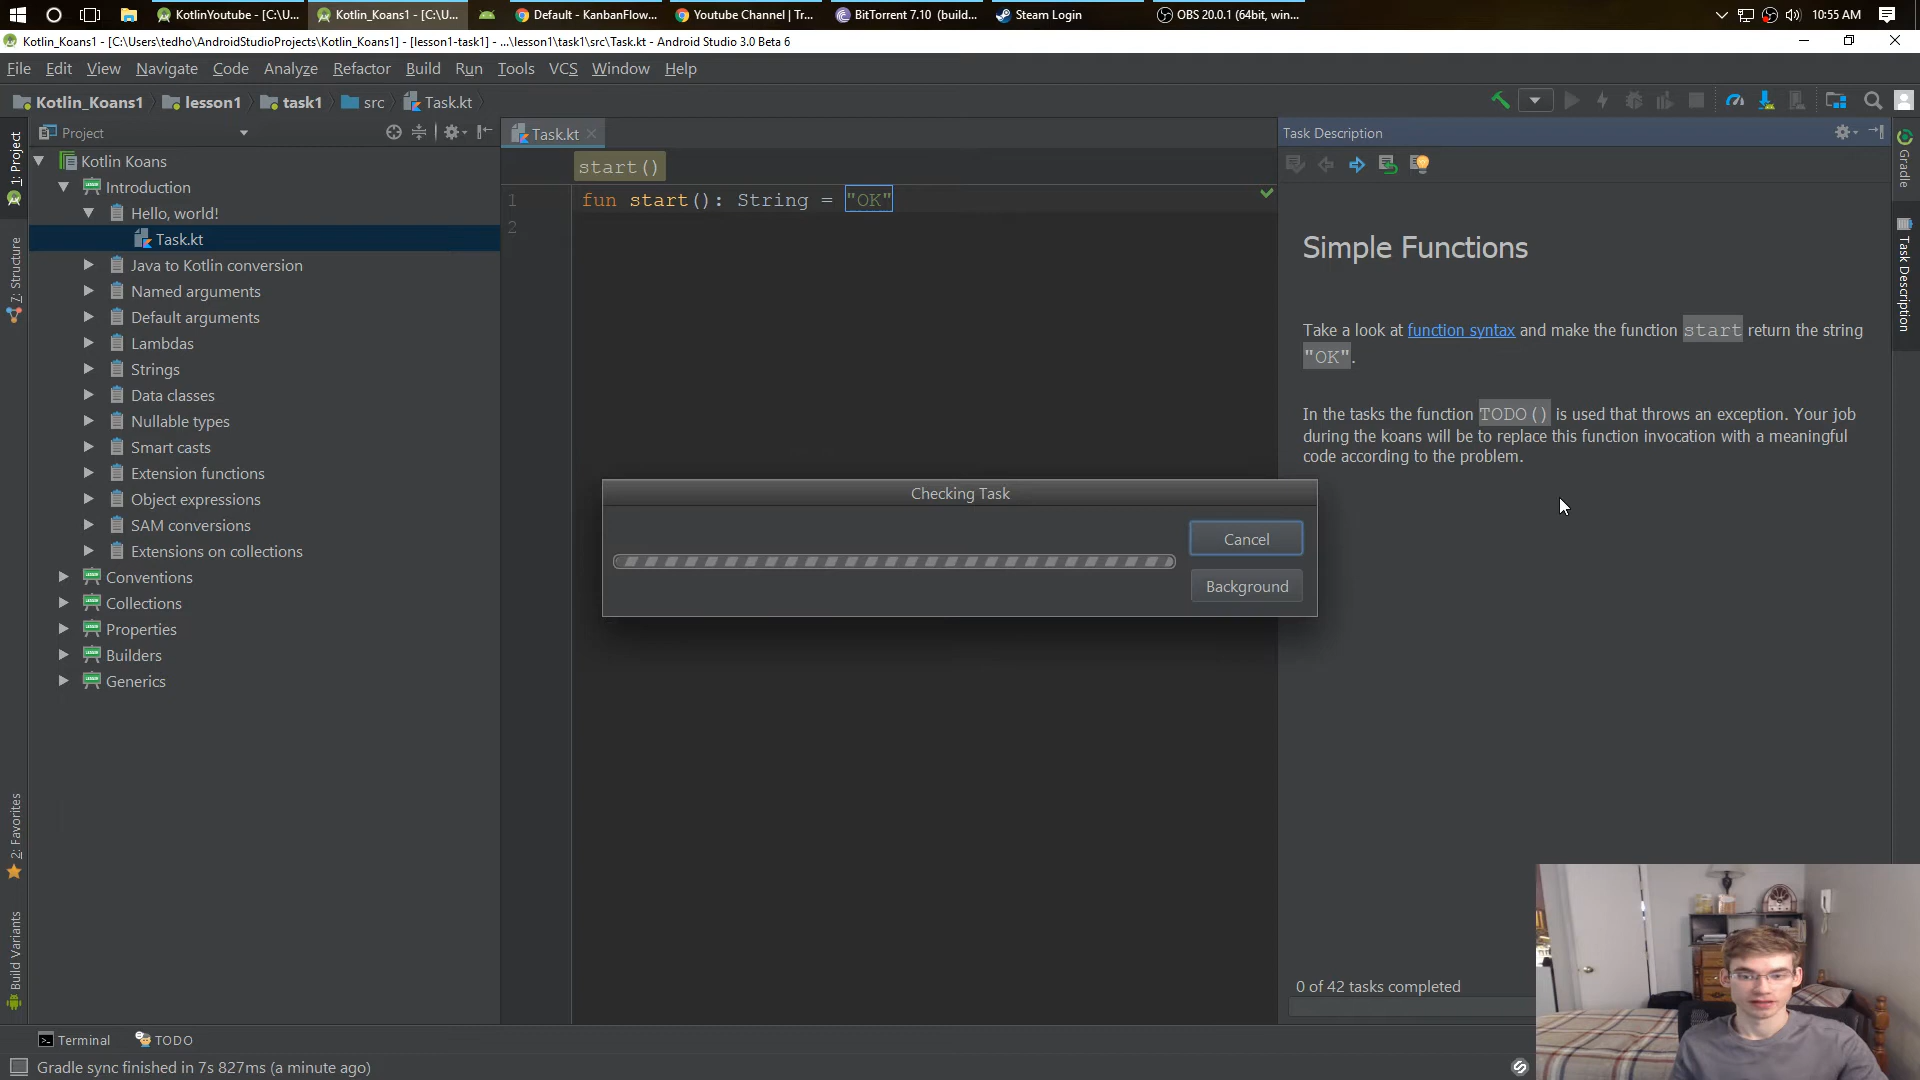 KotlinYoutube - [C:\U...
Kotlin_Koans1 - [C:\U...
Default - KanbanFlow...
Youtube Channel | Tr...
BitTorrent 7.10 (build...
Steam Login
OBS 20.0.1 (64bit, win...
10:55 AM
Kotlin_Koans1 - [C:\Users\tedho\AndroidStudioProjects\Kotlin_Koans1] - [lesson1-task1] - ...\lesson1\task1\src\Task.kt - Android Studio 3.0 Beta 6
File Edit View Navigate Code Analyze Refactor Build Run Tools VCS Window Help
Kotlin_Koans1 lesson1 task1 src Task.kt
1: Project
7: Structure
2: Favorites
Build Variants
Project
Kotlin Koans
Introduction
Hello, world!
Task.kt
Java to Kotlin conversion
Named arguments
Default arguments
Lambdas
Strings
Data classes
Nullable types
Smart casts
Extension functions
Object expressions
SAM conversions
Extensions on collections
Conventions
Collections
Properties
Builders
Generics
Task.kt
start()
1 fun start(): String = "OK"
2
Checking Task
Cancel
Background
Task Description
Simple Functions
Take a look at function syntax and make the function start return the string
"OK".
In the tasks the function TODO() is used that throws an exception. Your job
during the koans will be to replace this function invocation with a meaningful
code according to the problem.
0 of 42 tasks completed
Gradle
Task Description
Terminal
TODO
Gradle sync finished in 7s 827ms (a minute ago)